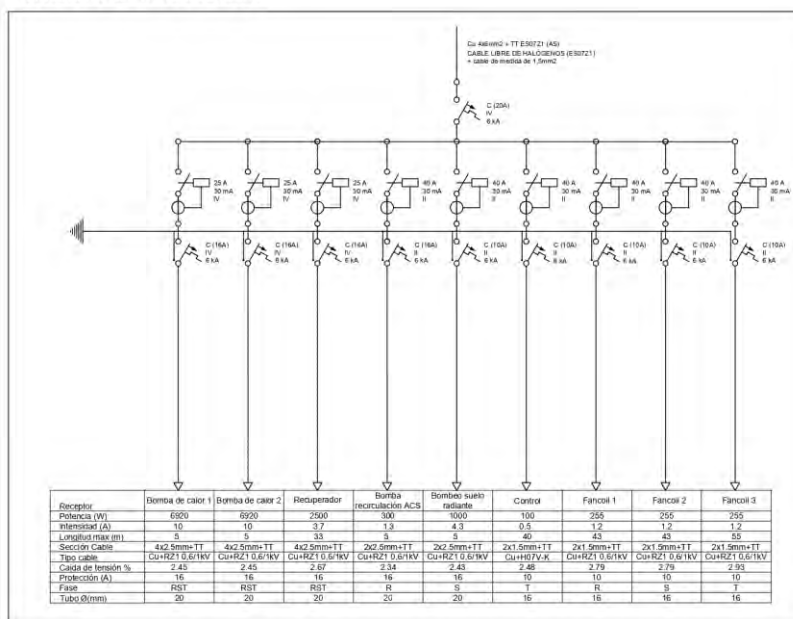 Cu 4x6mm2 + TT ES07Z1 (AS)
CABLE LIBRE DE HALÓGENOS (ES07Z1)
+ cable de medida de 1,5mm2
C (20A)
IV
6 kA
25 A 25 A 25 A 40 A 40 A 40 A 40 A 40 A 40 A
30 mA 30 mA 30 mA 30 mA 30 mA 30 mA 30 mA 30 mA 30 mA
IV IV IV II II II II II II
C (16A) C (16A) C (16A) C (16A) C (10A) C (10A) C (10A) C (10A) C (10A)
IV IV IV II II II II II II
6 kA 6 kA 6 kA 6 kA 6 kA 6 kA 6 kA 6 kA 6 kA
Receptor Bomba de calor 1 Bomba de calor 2 Recuperador Bomba recirculación ACS Bombeo suelo radiante Control Fancoil 1 Fancoil 2 Fancoil 3
Potencia (W) 6920 6920 2500 300 1000 100 255 255 255
Intensidad (A) 10 10 3.7 1.3 4.3 0.5 1.2 1.2 1.2
Longitud max (m) 5 5 33 5 5 40 43 43 55
Sección Cable 4x2.5mm+TT 4x2.5mm+TT 4x2.5mm+TT 2x2.5mm+TT 2x2.5mm+TT 2x1.5mm+TT 2x1.5mm+TT 2x1.5mm+TT 2x1.5mm+TT
Tipo cable Cu+RZ1 0,6/1kV Cu+RZ1 0,6/1kV Cu+RZ1 0,6/1kV Cu+RZ1 0,6/1kV Cu+RZ1 0,6/1kV Cu+H07V-K Cu+RZ1 0,6/1kV Cu+RZ1 0,6/1kV Cu+RZ1 0,6/1kV
Caida de tensión % 2.45 2.45 2.67 2.34 2.43 2.48 2.79 2.79 2.93
Protección (A) 16 16 16 16 16 10 10 10 10
Fase RST RST RST R S T R S T
Tubo Ø(mm) 20 20 20 20 20 16 16 16 16